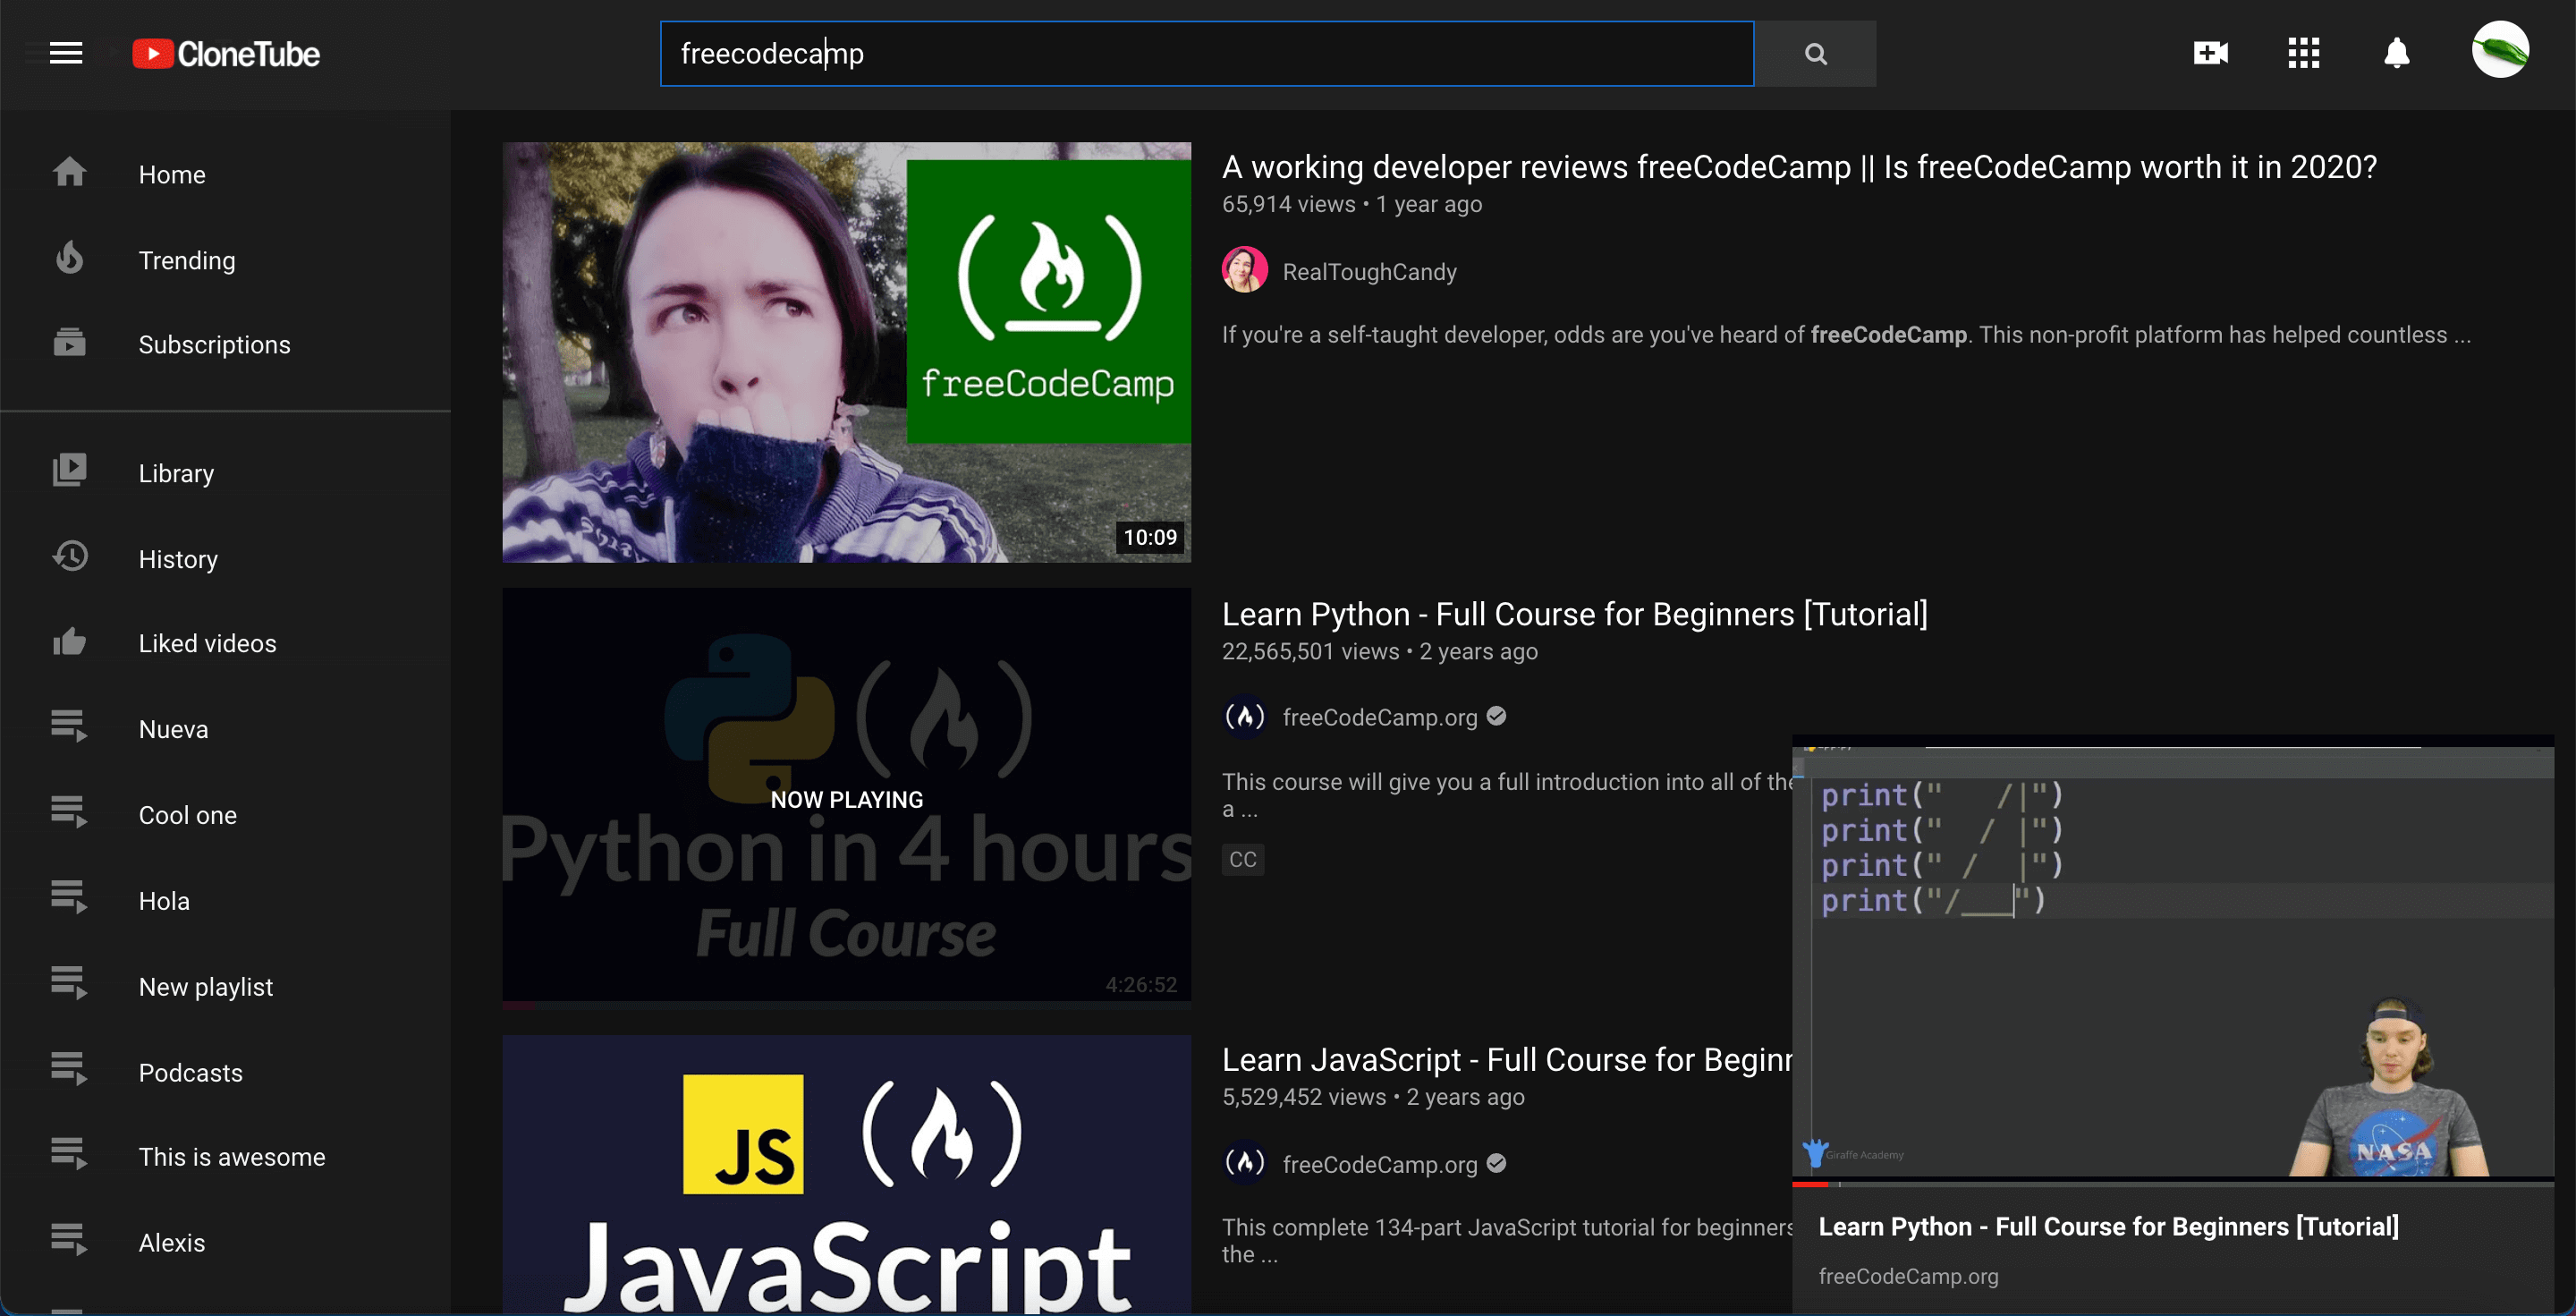 CloneTube
freecodecamp
Home
Trending
Subscriptions
Library
History
Liked videos
Nueva
Cool one
Hola
New playlist
Podcasts
This is awesome
Alexis
freeCodeCamp
10:09
A working developer reviews freeCodeCamp || Is freeCodeCamp worth it in 2020?
65,914 views • 1 year ago
RealToughCandy
If you're a self-taught developer, odds are you've heard of freeCodeCamp. This non-profit platform has helped countless ...
NOW PLAYING
Python in 4 hours
Full Course
4:26:52
Learn Python - Full Course for Beginners [Tutorial]
22,565,501 views • 2 years ago
freeCodeCamp.org
This course will give you a full introduction into all of the
a ...
CC
JS
JavaScript
Learn JavaScript - Full Course for Beginn
5,529,452 views • 2 years ago
freeCodeCamp.org
This complete 134-part JavaScript tutorial for beginners
the ...
print("   /|")
print("  / |")
print(" /  |")
print("/___")
NASA
Giraffe Academy
Learn Python - Full Course for Beginners [Tutorial]
freeCodeCamp.org